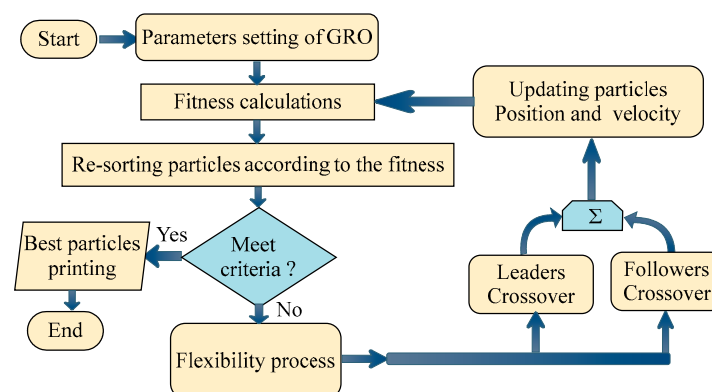 Start
Parameters setting of GRO
Fitness calculations
Updating particles
Position and velocity
Re-sorting particles according to the fitness
Σ
Yes
Best particles
printing
Meet
criteria ?
Leaders
Crossover
Followers
Crossover
No
End
Flexibility process